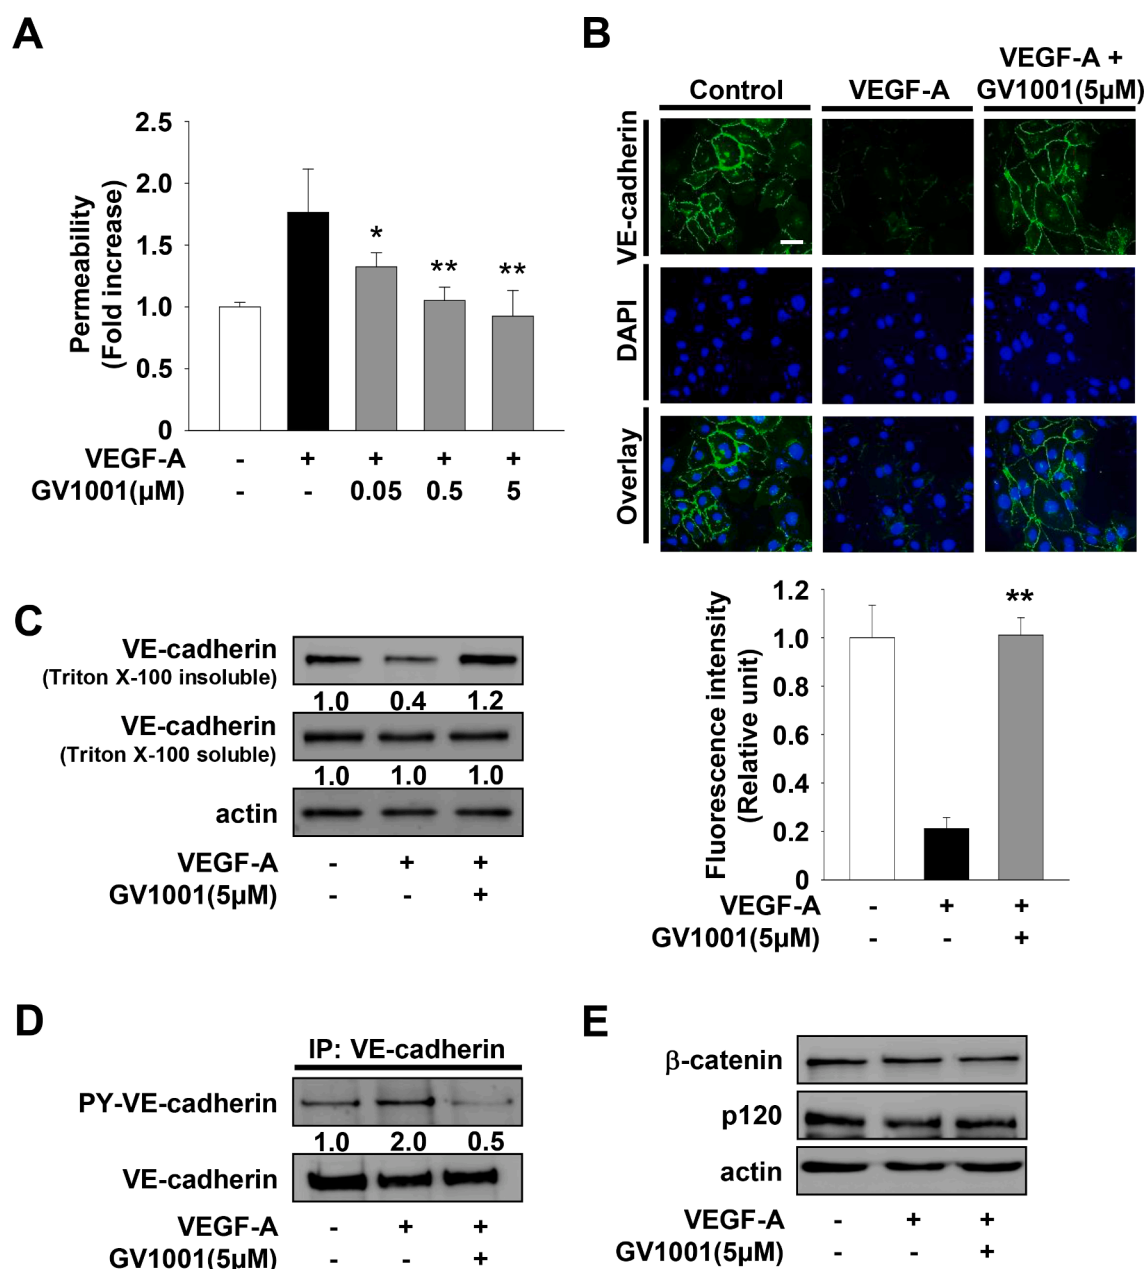 A
2.5
2.0
1.5
1.0
0.5
0
Permeability
(Fold increase)
*
**
**
VEGF-A - + + + +
GV1001(μM) - - 0.05 0.5 5
B
Control
VEGF-A
VEGF-A +
GV1001(5μM)
VE-cadherin
DAPI
Overlay
1.2
1.0
0.8
0.6
0.4
0.2
0
Fluorescence intensity
(Relative unit)
**
VEGF-A - + +
GV1001(5μM) - - +
C
VE-cadherin
(Triton X-100 insoluble)
1.0 0.4 1.2
VE-cadherin
(Triton X-100 soluble)
1.0 1.0 1.0
actin
VEGF-A - + +
GV1001(5μM) - - +
D
IP: VE-cadherin
PY-VE-cadherin
1.0 2.0 0.5
VE-cadherin
VEGF-A - + +
GV1001(5μM) - - +
E
β-catenin
p120
actin
VEGF-A - + +
GV1001(5μM) - - +